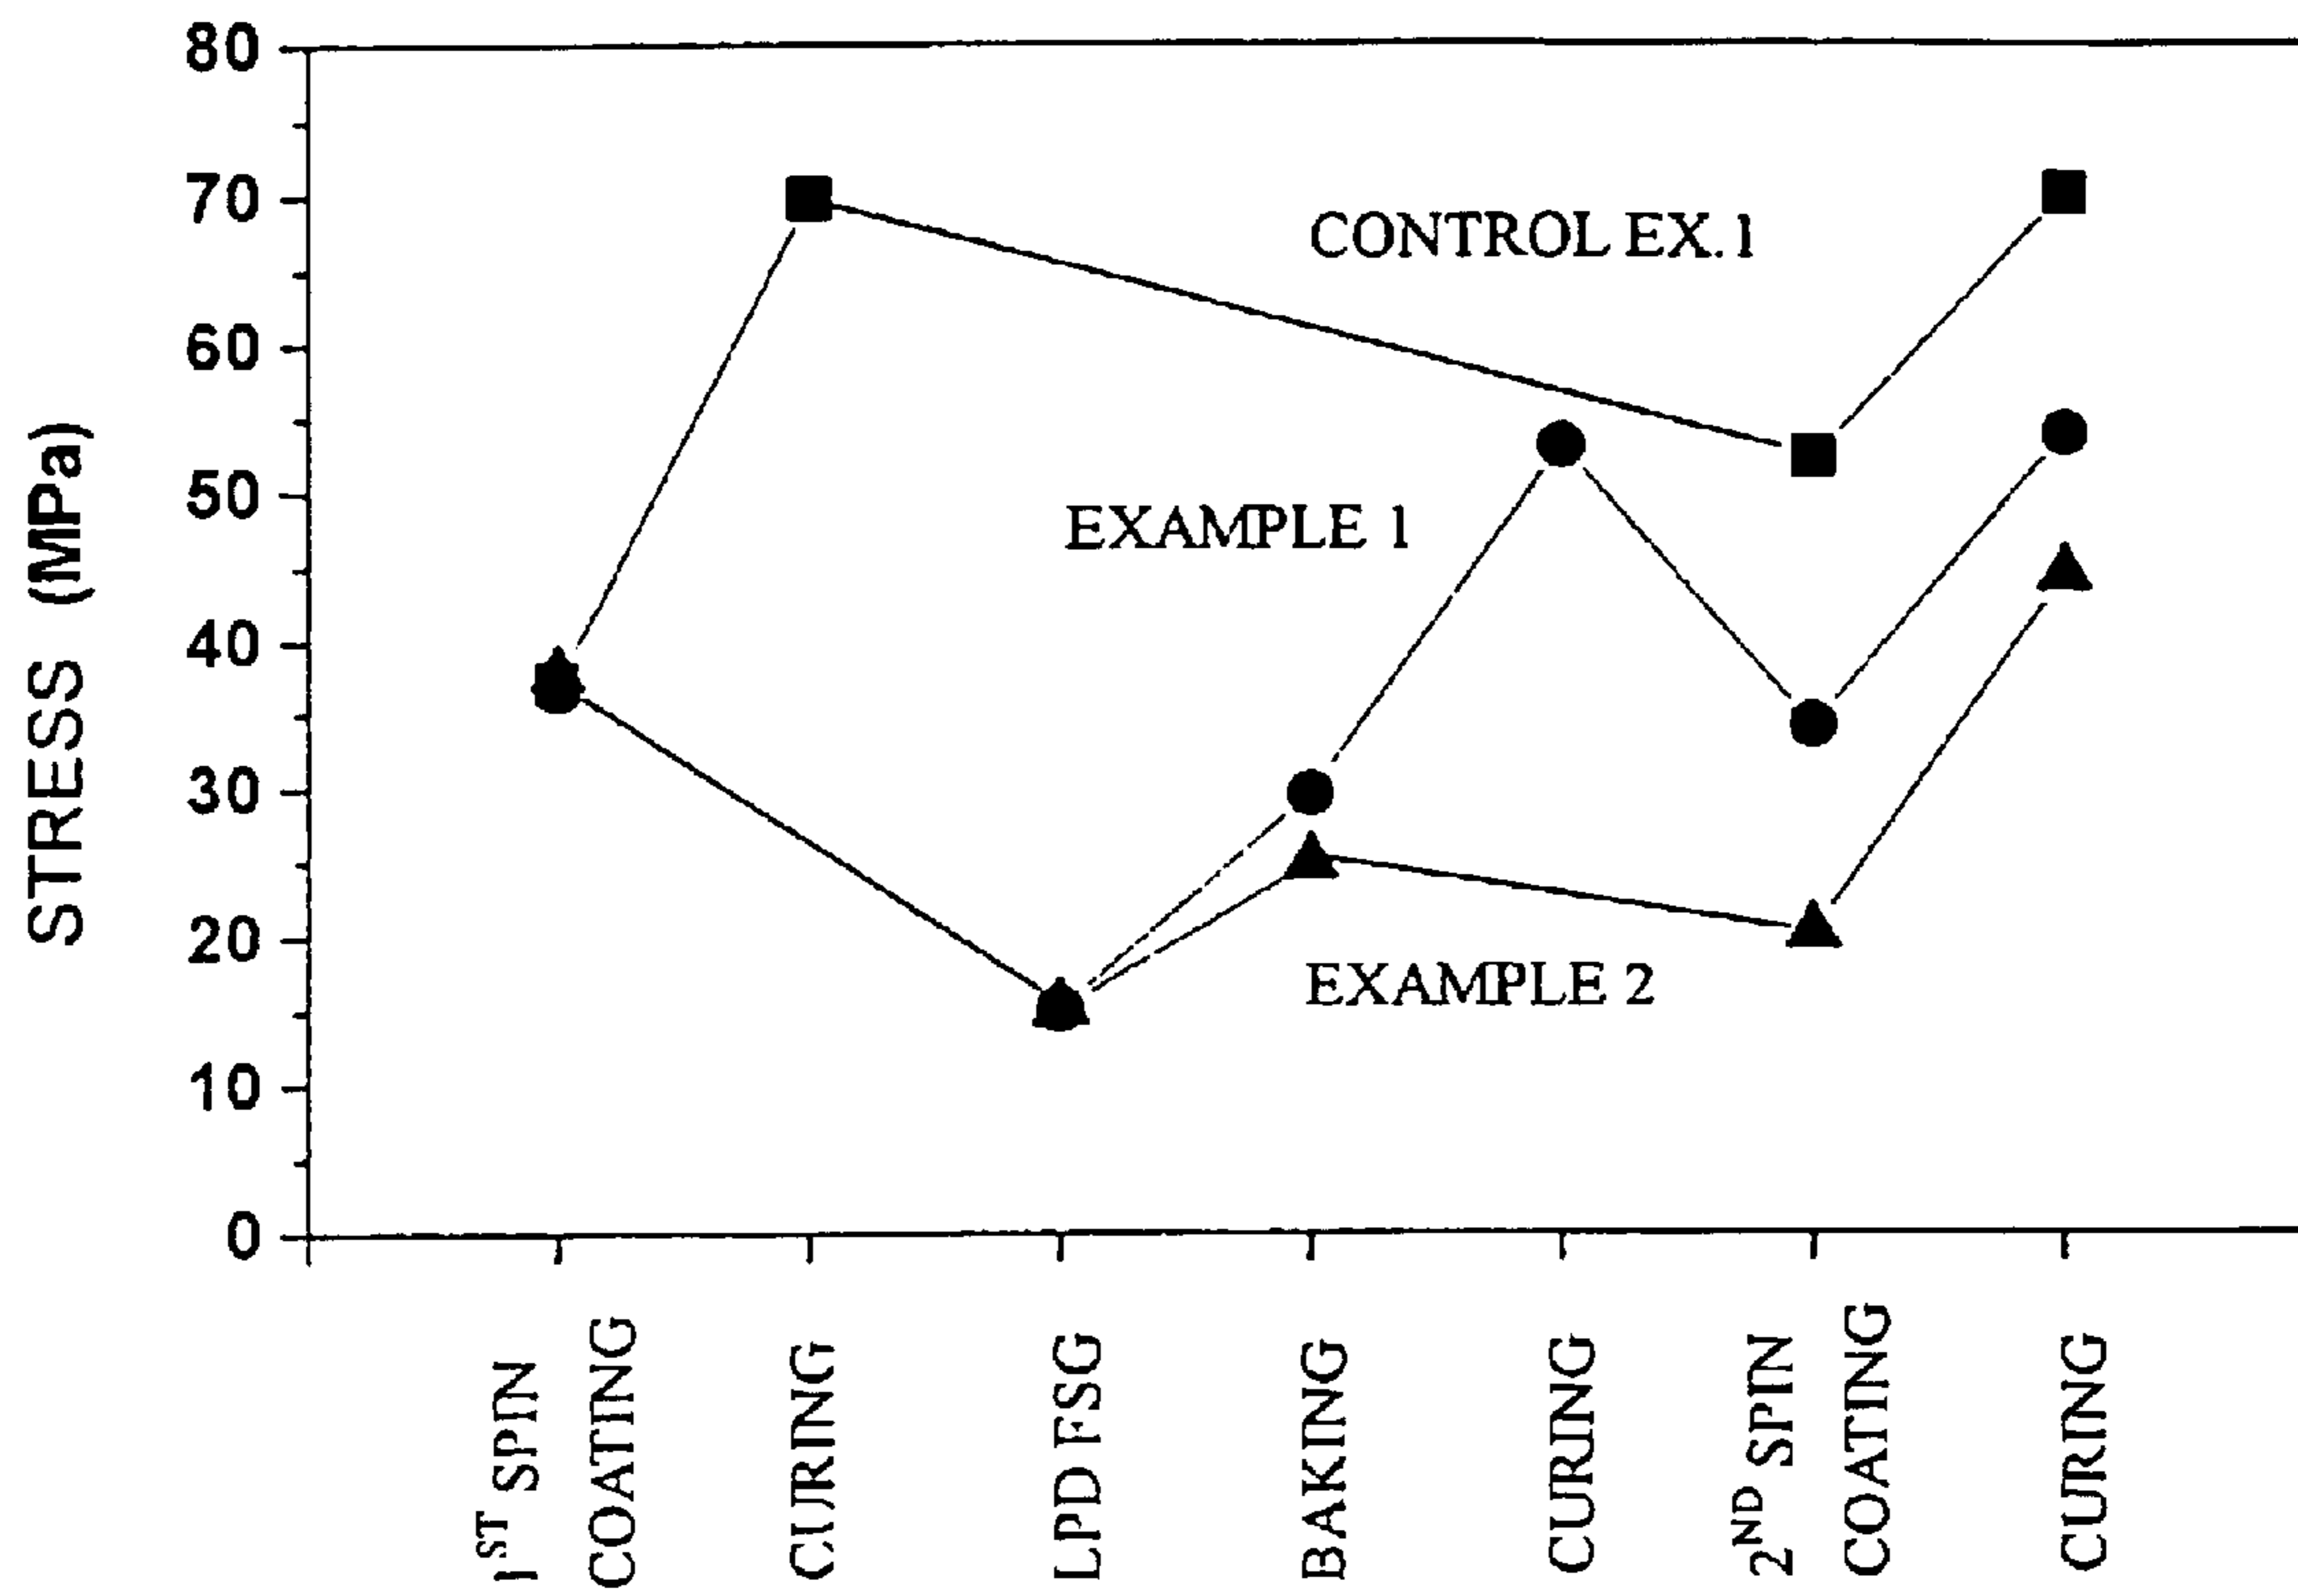 80
70
60
50
40
30
20
10
0
STRESS (MPa)
CONTROL EX. 1
EXAMPLE 1
EXAMPLE 2
1ST SPIN
COATING
CURING
LPD FSG
BAKING
CURING
2ND SPIN
COATING
CURING